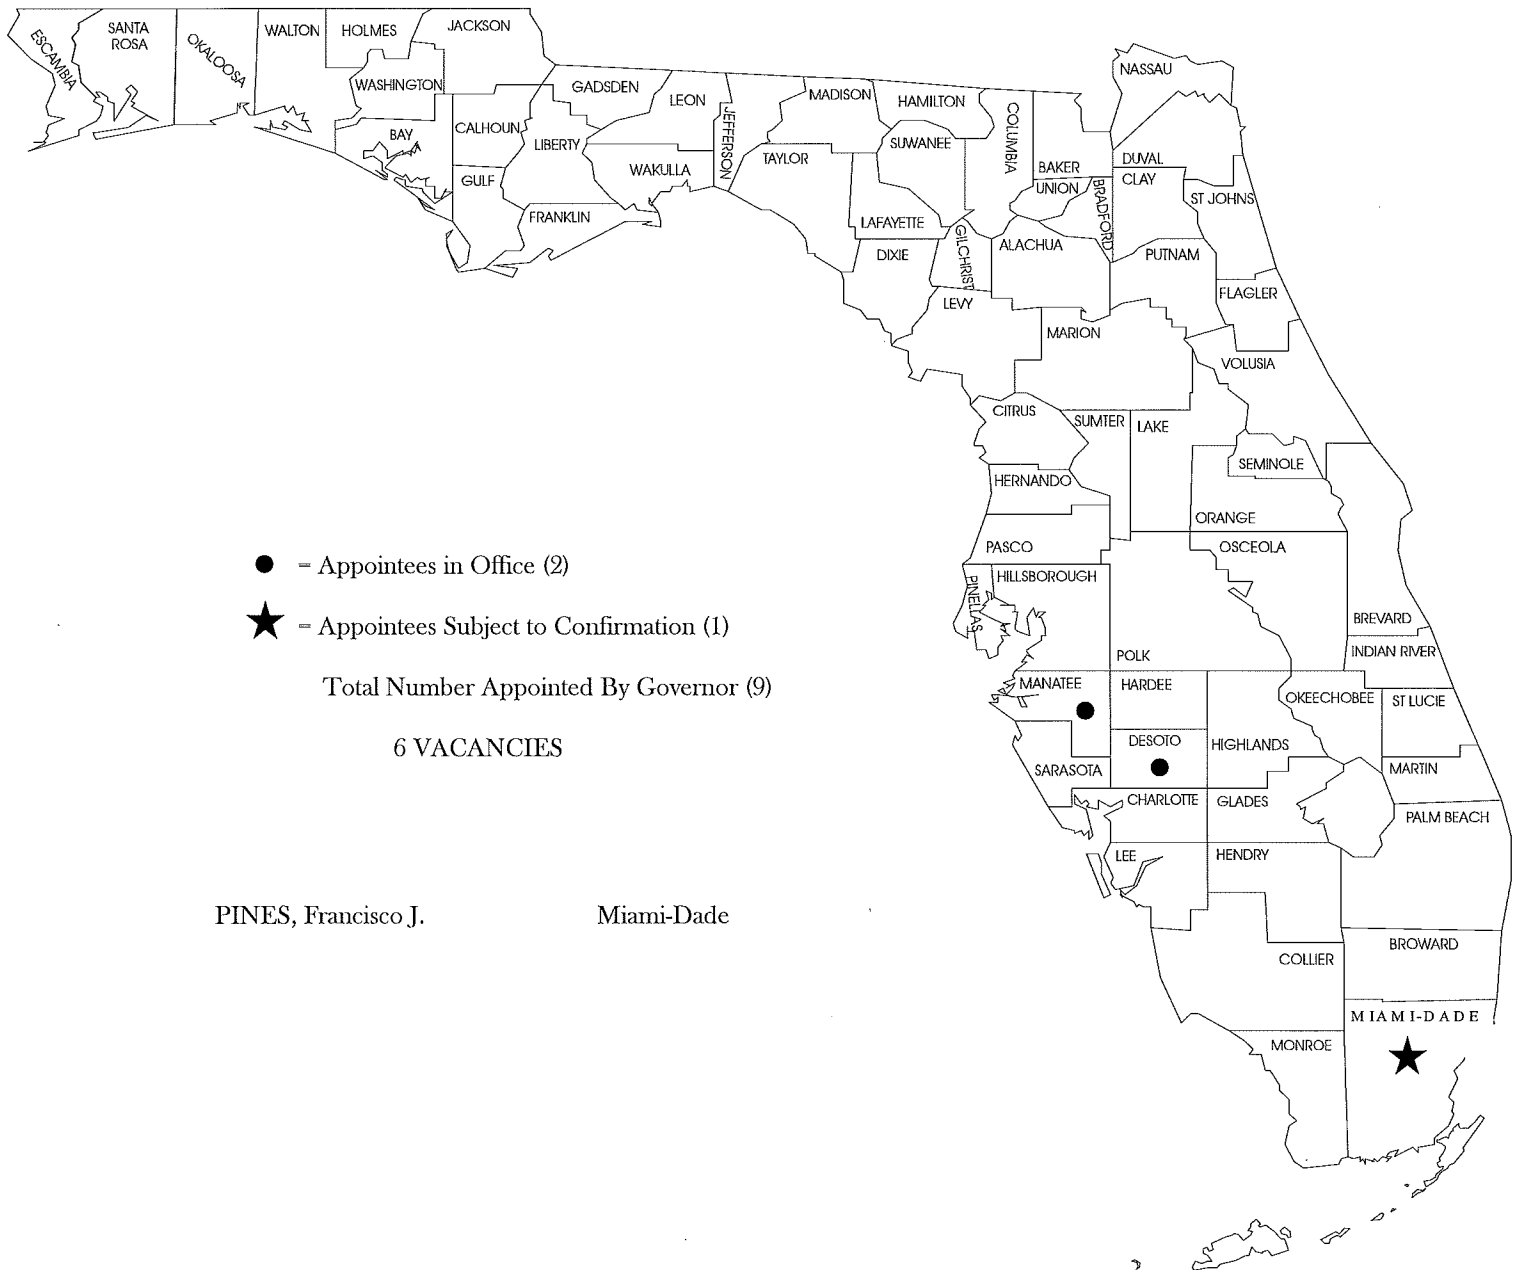 ESCAMBIA
SANTA
ROSA
OKALOOSA
WALTON
HOLMES
JACKSON
WASHINGTON
BAY
CALHOUN
GULF
GADSDEN
LIBERTY
FRANKLIN
LEON
WAKULLA
JEFFERSON
MADISON
TAYLOR
HAMILTON
SUWANEE
LAFAYETTE
DIXIE
COLUMBIA
GILCHRIST
NASSAU
BAKER
UNION
BRADFORD
DUVAL
CLAY
ST JOHNS
ALACHUA
PUTNAM
FLAGLER
LEVY
MARION
VOLUSIA
CITRUS
SUMTER
LAKE
SEMINOLE
HERNANDO
ORANGE
PASCO
OSCEOLA
PINELLAS
HILLSBOROUGH
POLK
BREVARD
INDIAN RIVER
MANATEE
HARDEE
OKEECHOBEE
ST LUCIE
DESOTO
HIGHLANDS
SARASOTA
MARTIN
CHARLOTTE
GLADES
PALM BEACH
LEE
HENDRY
BROWARD
COLLIER
MIAMI-DADE
MONROE
= Appointees in Office (2)
= Appointees Subject to Confirmation (1)
Total Number Appointed By Governor (9)
6 VACANCIES
PINES, Francisco J. Miami-Dade